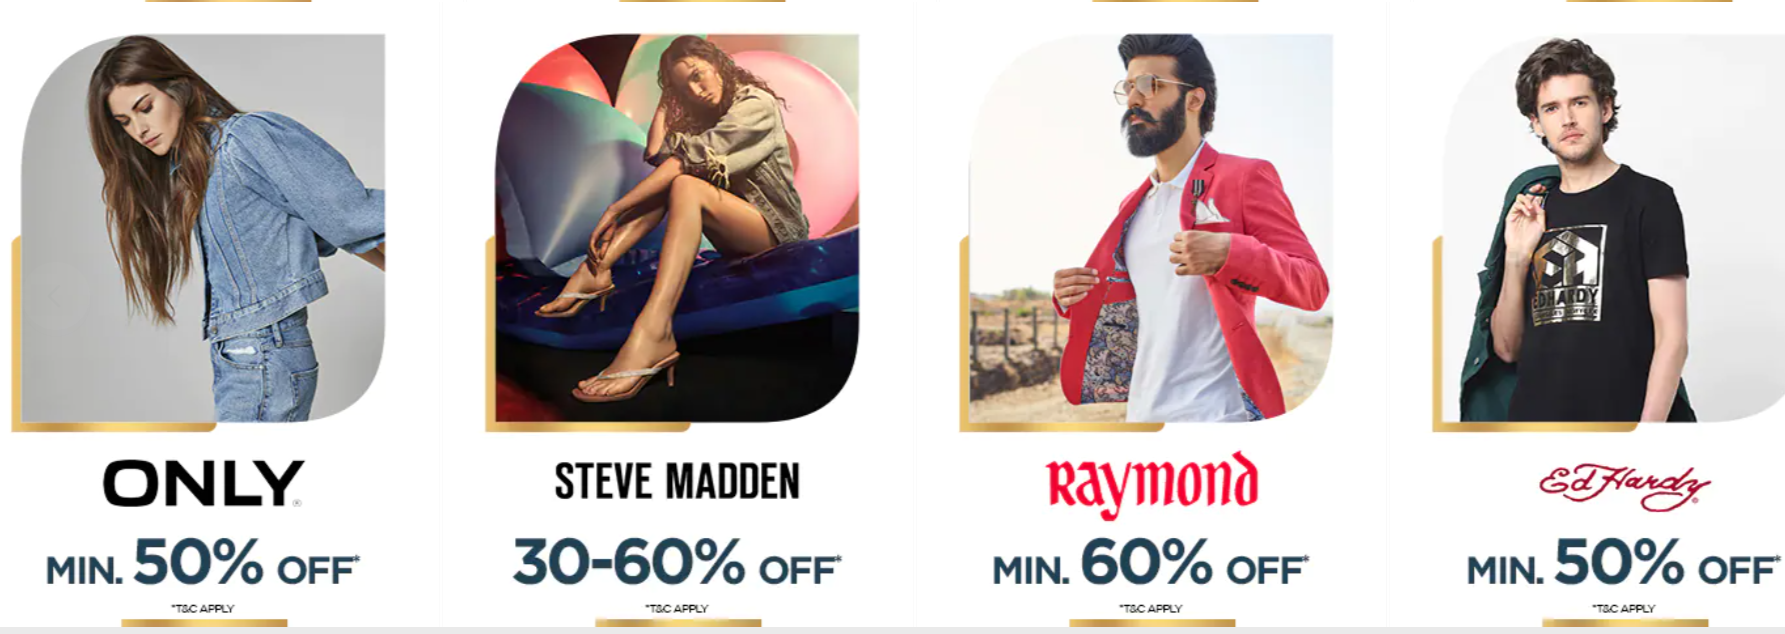 ONLY®
MIN. 50% OFF*
*T&C APPLY
STEVE MADDEN
30-60% OFF*
*T&C APPLY
Raymond
MIN. 60% OFF*
*T&C APPLY
EDHARDY
Ed Hardy®
MIN. 50% OFF*
*T&C APPLY